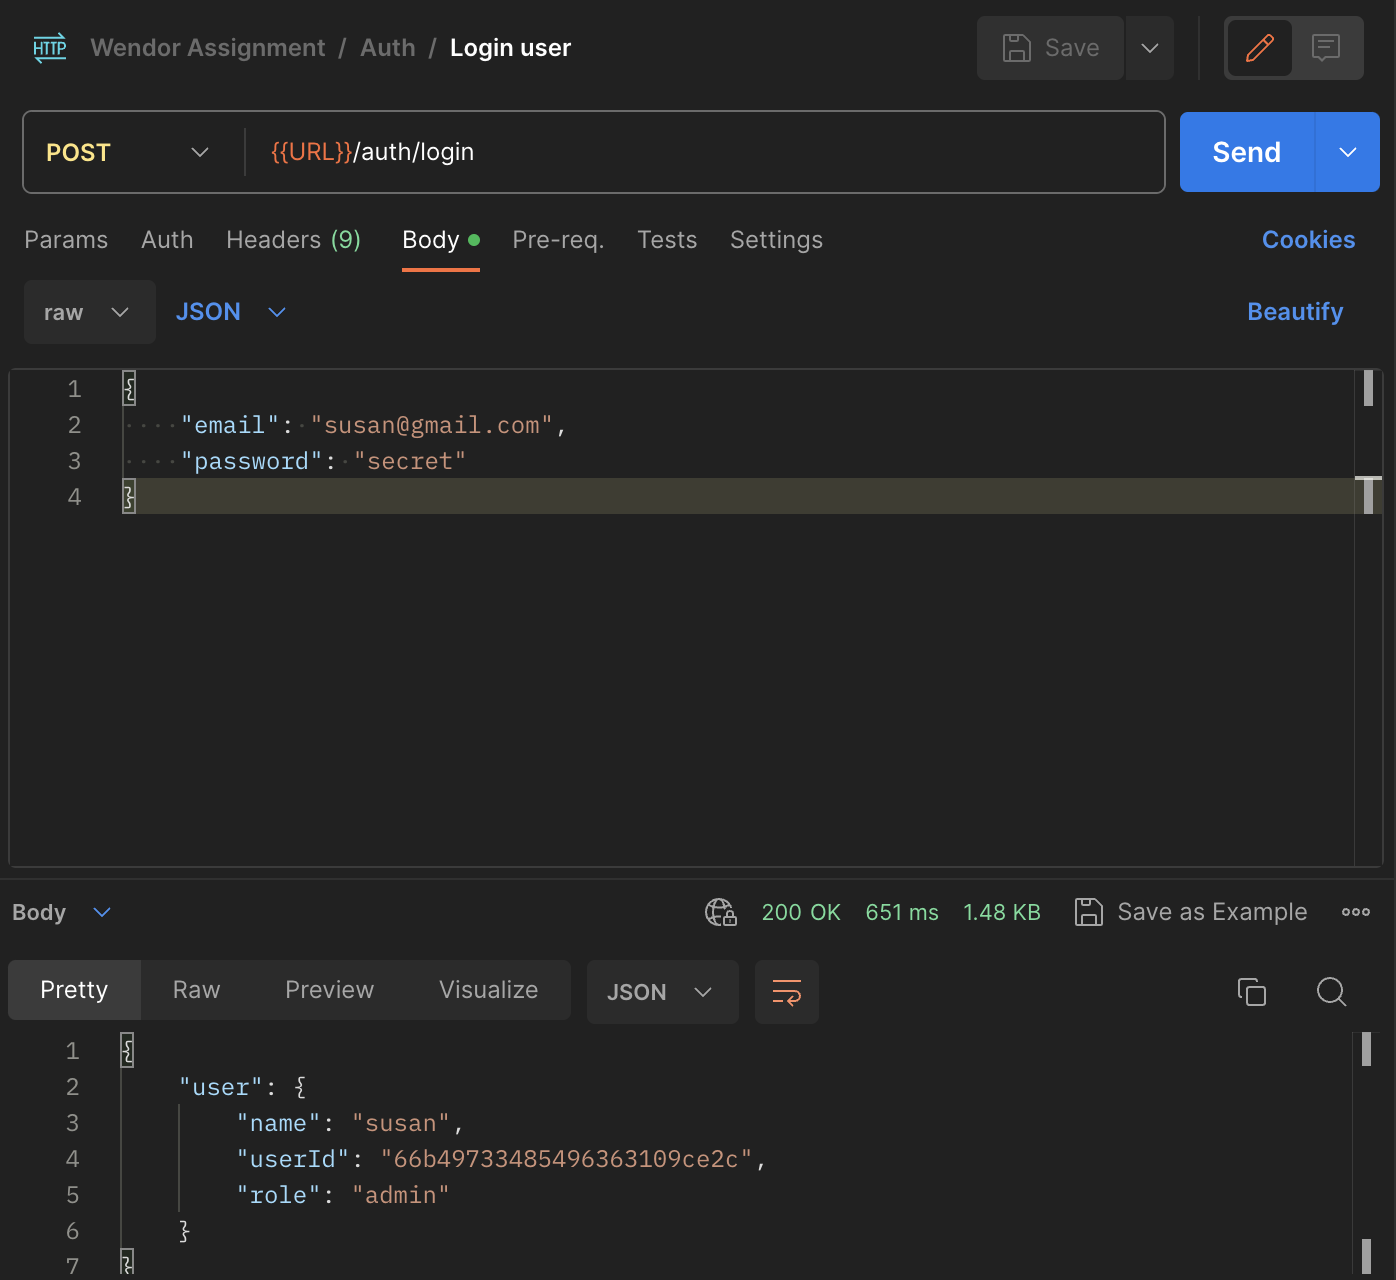 HTTP Wendor Assignment / Auth / Login user Save
POST {{URL}}/auth/login Send
Params Auth Headers (9) Body Pre-req. Tests Settings Cookies
raw JSON Beautify
1 {
2 "email": "susan@gmail.com",
3 "password": "secret"
4 }
Body 200 OK 651 ms 1.48 KB Save as Example
Pretty Raw Preview Visualize JSON
1 {
2 "user": {
3 "name": "susan",
4 "userId": "66b49733485496363109ce2c",
5 "role": "admin"
6 }
7 }